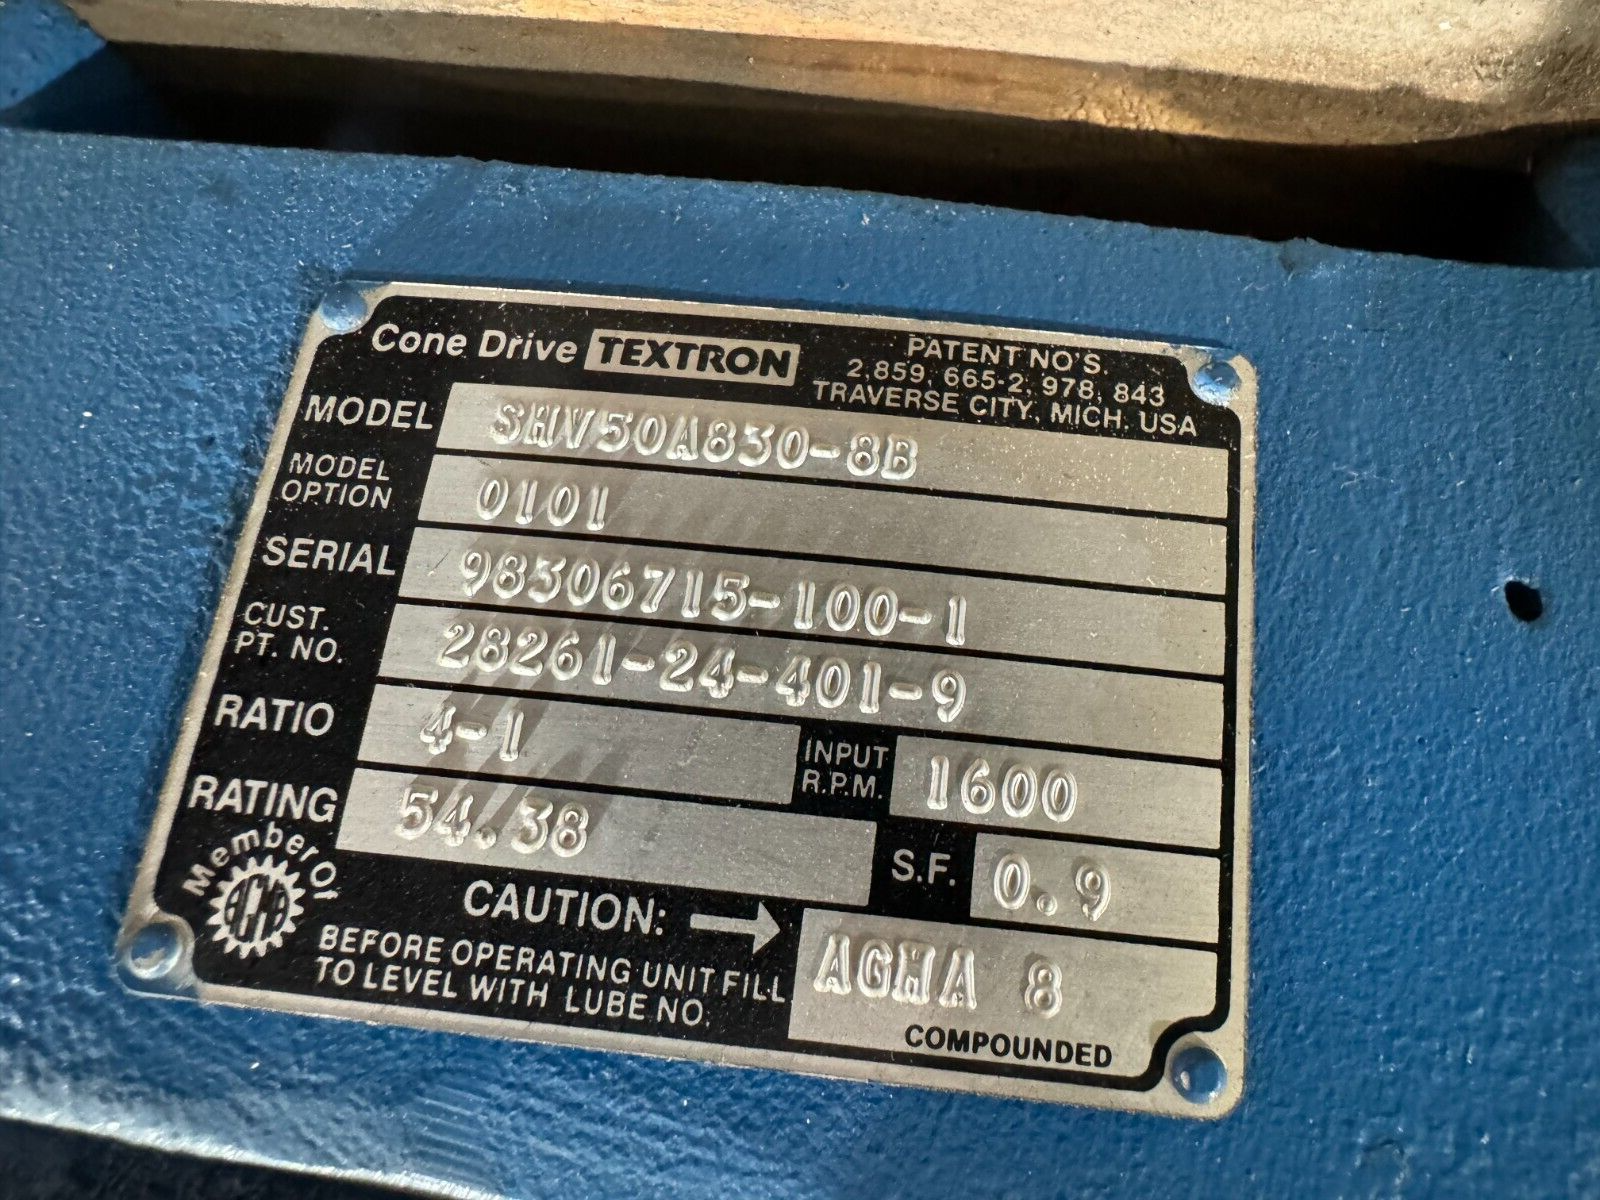 Cone Drive TEXTRON
PATENT NO'S.
2,859, 665-2, 978, 843
TRAVERSE CITY, MICH. USA
MODEL SHV50A830-8B
MODEL OPTION 0101
SERIAL 98306715-100-1
CUST. PT. NO. 28261-24-401-9
RATIO 4-1 INPUT R.P.M. 1600
RATING 54.38 S.F. 0.9
Member Of
AGMA
CAUTION:
BEFORE OPERATING UNIT FILL
TO LEVEL WITH LUBE NO.
AGMA 8
COMPOUNDED